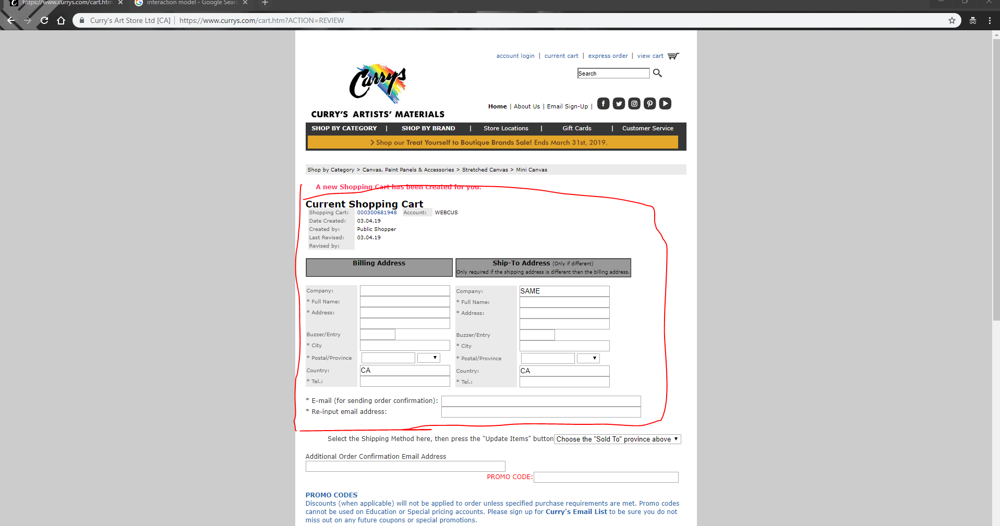 https://www.currys.com/cart.htm
interaction model - Google Sear
Curry's Art Store Ltd [CA] | https://www.currys.com/cart.htm?ACTION=REVIEW
account login | current cart | express order | view cart
Search
Currys
CURRY'S ARTISTS' MATERIALS
Home | About Us | Email Sign-Up |
SHOP BY CATEGORY | SHOP BY BRAND | Store Locations | Gift Cards | Customer Service
> Shop our Treat Yourself to Boutique Brands Sale! Ends March 31st, 2019.
Shop by Category > Canvas, Paint Panels & Accessories > Stretched Canvas > Mini Canvas
A new Shopping Cart has been created for you.
Current Shopping Cart
Shopping Cart: 000300681948 Account: WEBCUS
Date Created: 03.04.19
Created by: Public Shopper
Last Revised: 03.04.19
Revised by:
Billing Address
Ship-To Address (Only if different)
Only required if the shipping address is different than the billing address.
Company:
* Full Name:
* Address:
Buzzer/Entry
* City
* Postal/Province
Country: CA
* Tel.:
Company: SAME
* Full Name:
* Address:
Buzzer/Entry
* City
* Postal/Province
Country: CA
* Tel.:
* E-mail (for sending order confirmation):
* Re-input email address:
Select the Shipping Method here, then press the "Update Items" button Choose the "Sold To" province above
Additional Order Confirmation Email Address
PROMO CODE:
PROMO CODES
Discounts (when applicable) will not be applied to order unless specified purchase requirements are met. Promo codes
cannot be used on Education or Special pricing accounts. Please sign up for Curry's Email List to be sure you do not
miss out on any future coupons or special promotions.